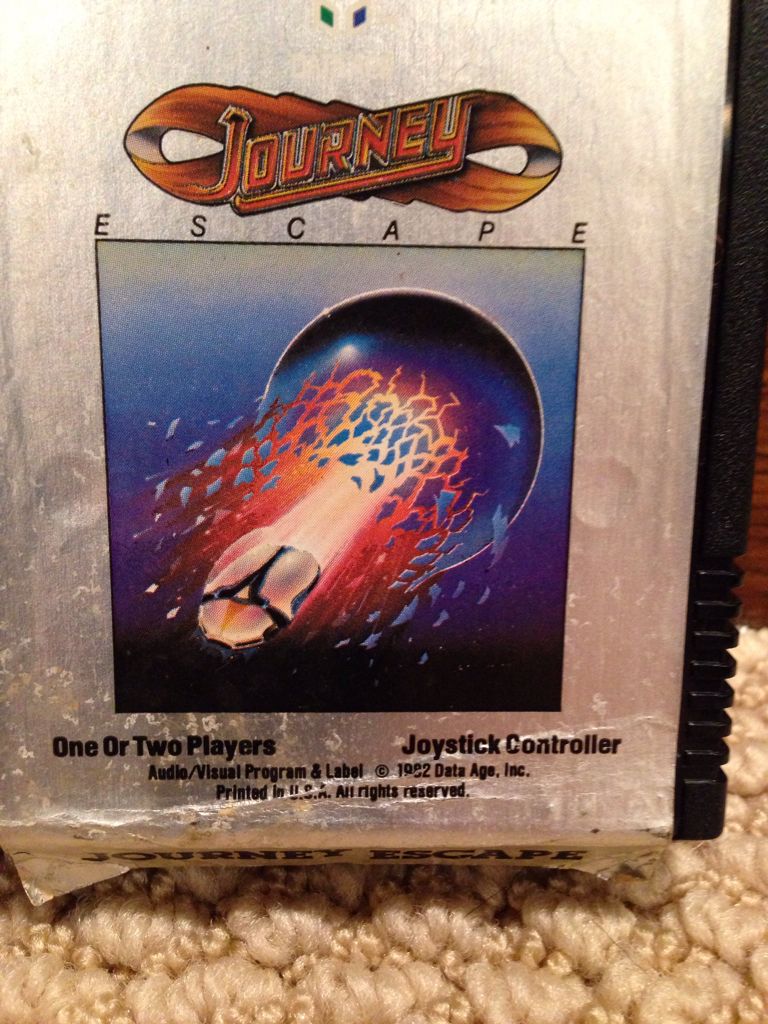 JOURNEY
ESCAPE
One Or Two Players Joystick Controller
Audio/Visual Program & Label © 1982 Data Age, Inc.
Printed in U.S.A. All rights reserved.
JOURNEY ESCAPE